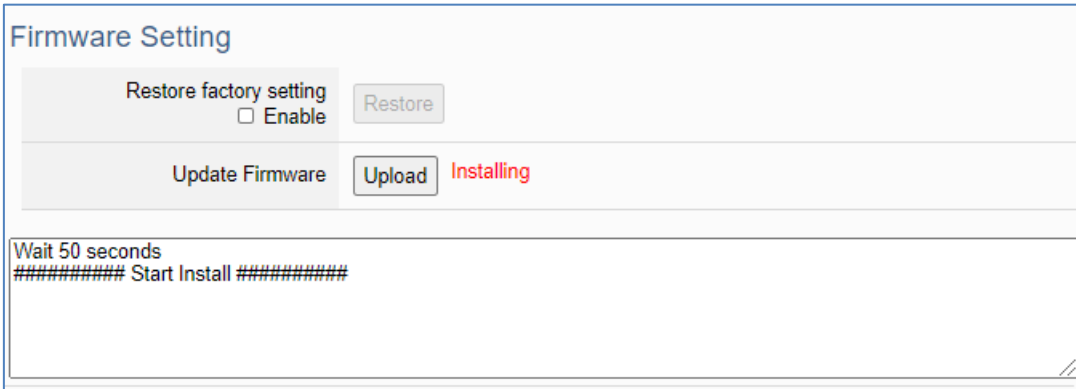 Firmware Setting
Restore factory setting
Enable
Restore
Update Firmware
Upload
Installing
Wait 50 seconds
########## Start Install ##########